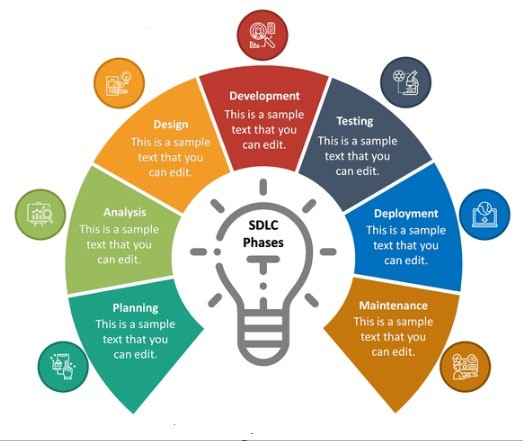 SDLC
Phases
Planning
This is a sample
text that you
can edit.
Analysis
This is a sample
text that you
can edit.
Design
This is a sample
text that you
can edit.
Development
This is a sample
text that you
can edit.
Testing
This is a sample
text that you
can edit.
Deployment
This is a sample
text that you
can edit.
Maintenance
This is a sample
text that you
can edit.